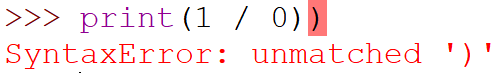 >>> print(1 / 0))
SyntaxError: unmatched ')'